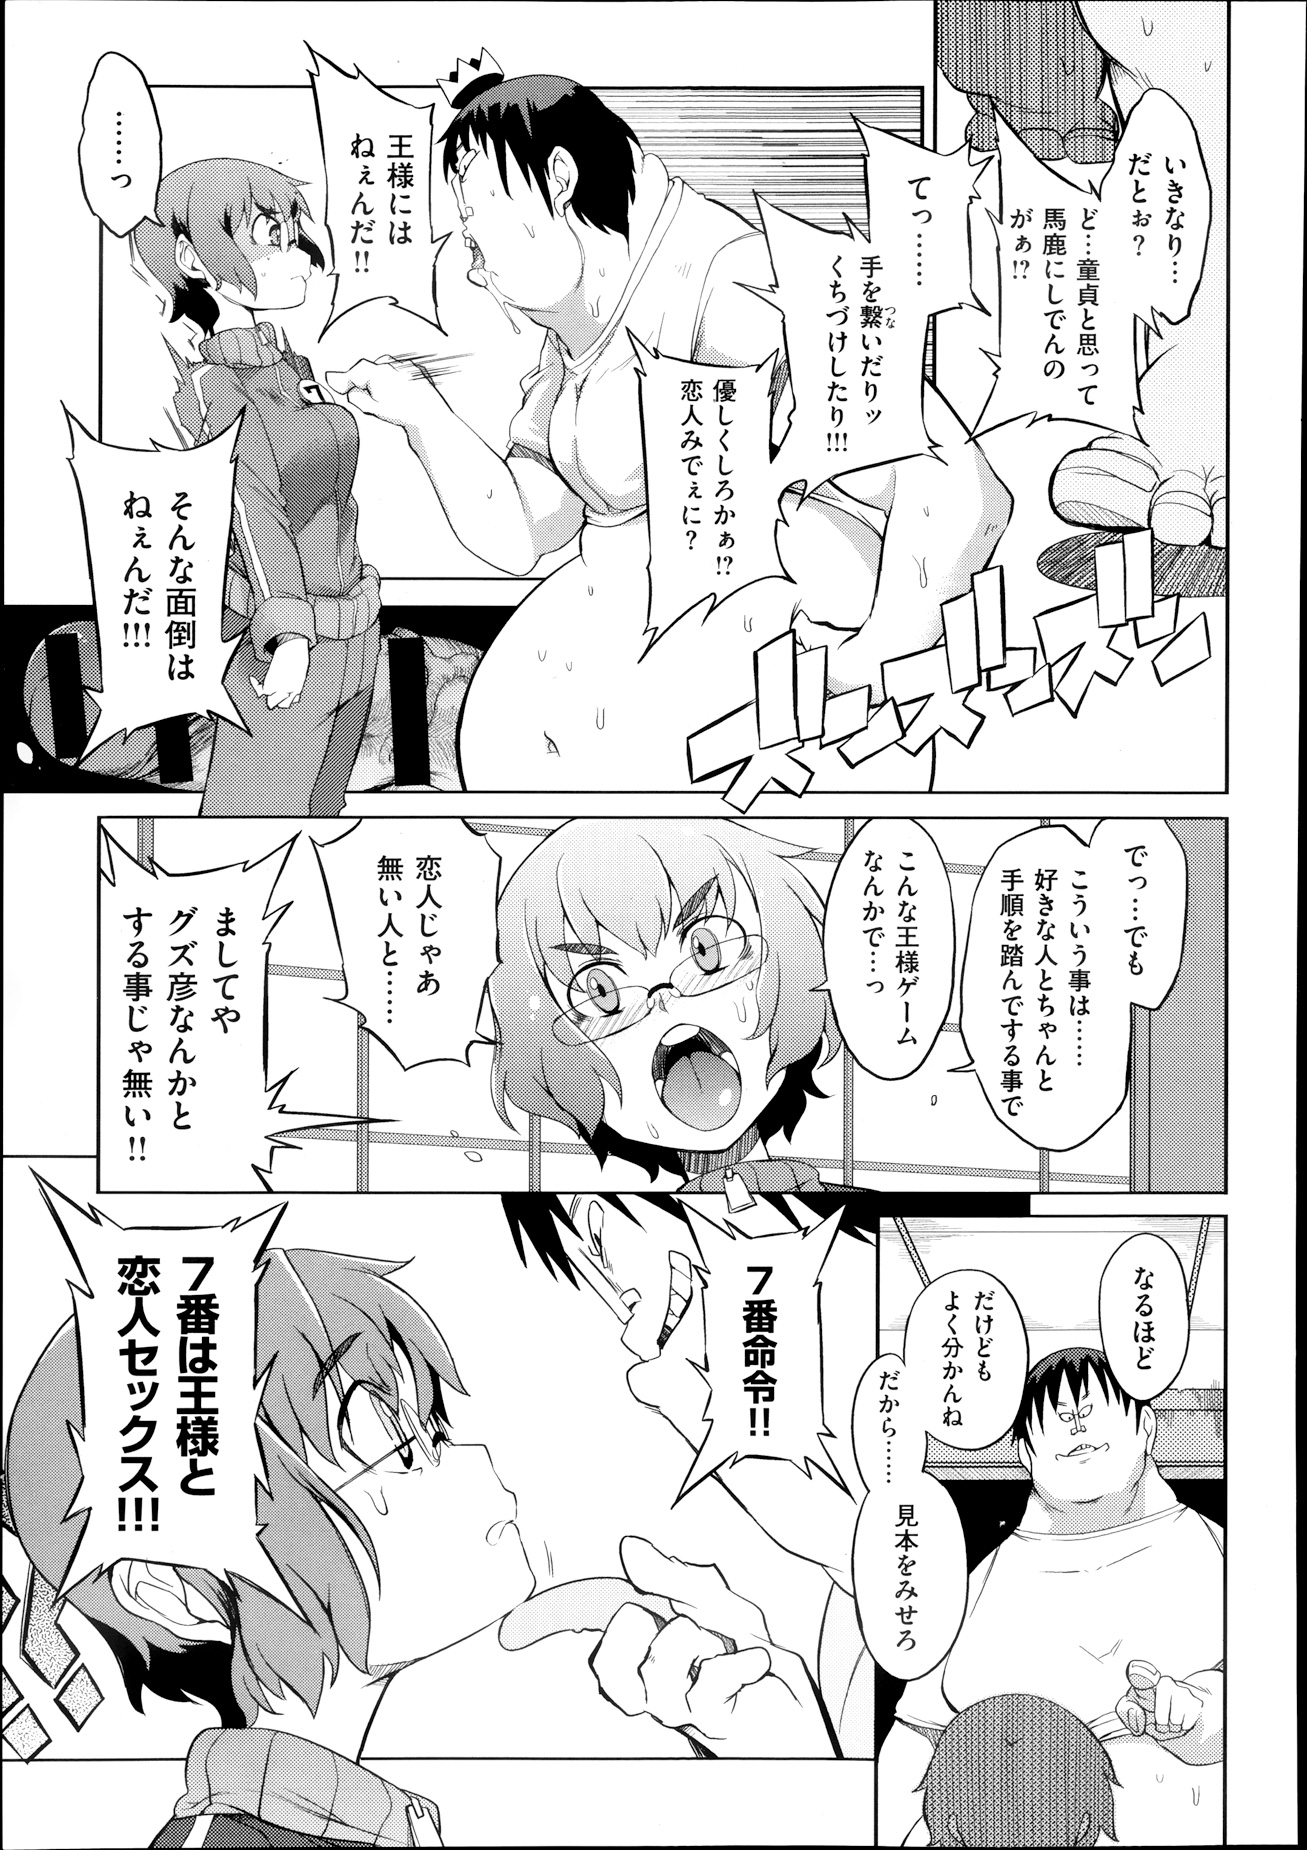 いきなり…
だとぉ？
ど…童貞と思って
馬鹿にしでんの
がぁ!?
てっ……
手を繋いだりッ
つな
くちづけしたり!!!
優しくしろかぁ!?
恋人みでぇに？
王様には
ねぇんだ!!
……っ
そんな面倒は
ねぇんだ!!!
ズンズンズンズン
でっ…でも
こういう事は……
好きな人とちゃんと
手順を踏んでする事で
こんな王様ゲーム
なんかで…っ
恋人じゃあ
無い人と……
ましてや
グズ彦なんかと
する事じゃ無い!!
なるほど
だけども
よく分かんね
だから……
見本をみせろ
7番命令!!
7番は王様と
恋人セックス!!!
7